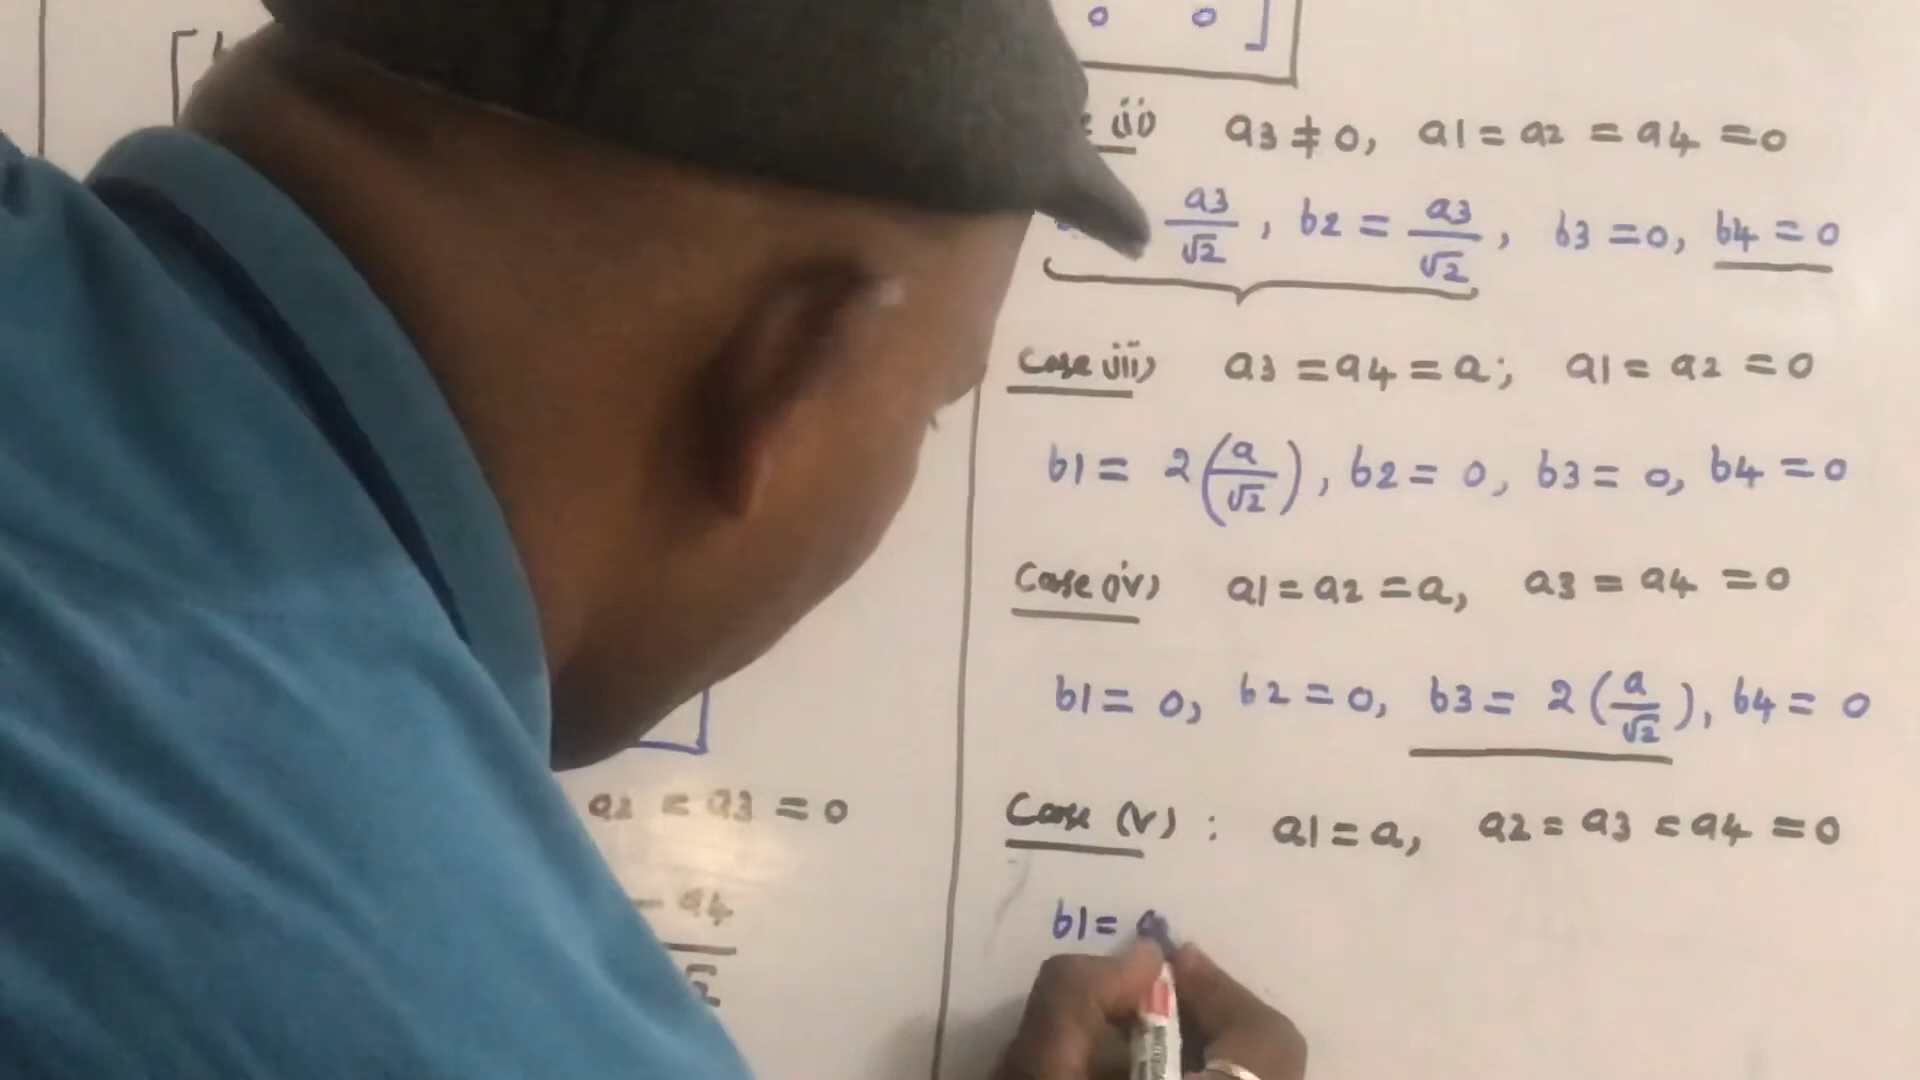 0 0 ]
ii) a3 ≠ 0, a1 = a2 = a4 = 0
a3/√2, b2 = a3/√2, b3 = 0, b4 = 0
Case iii) a3 = a4 = a; a1 = a2 = 0
b1 = 2(a/√2), b2 = 0, b3 = 0, b4 = 0
Case (iv) a1 = a2 = a, a3 = a4 = 0
b1 = 0, b2 = 0, b3 = 2(a/√2), b4 = 0
a2 = a3 = 0
Case (v) : a1 = a, a2 = a3 = a4 = 0
- a4
b1 =